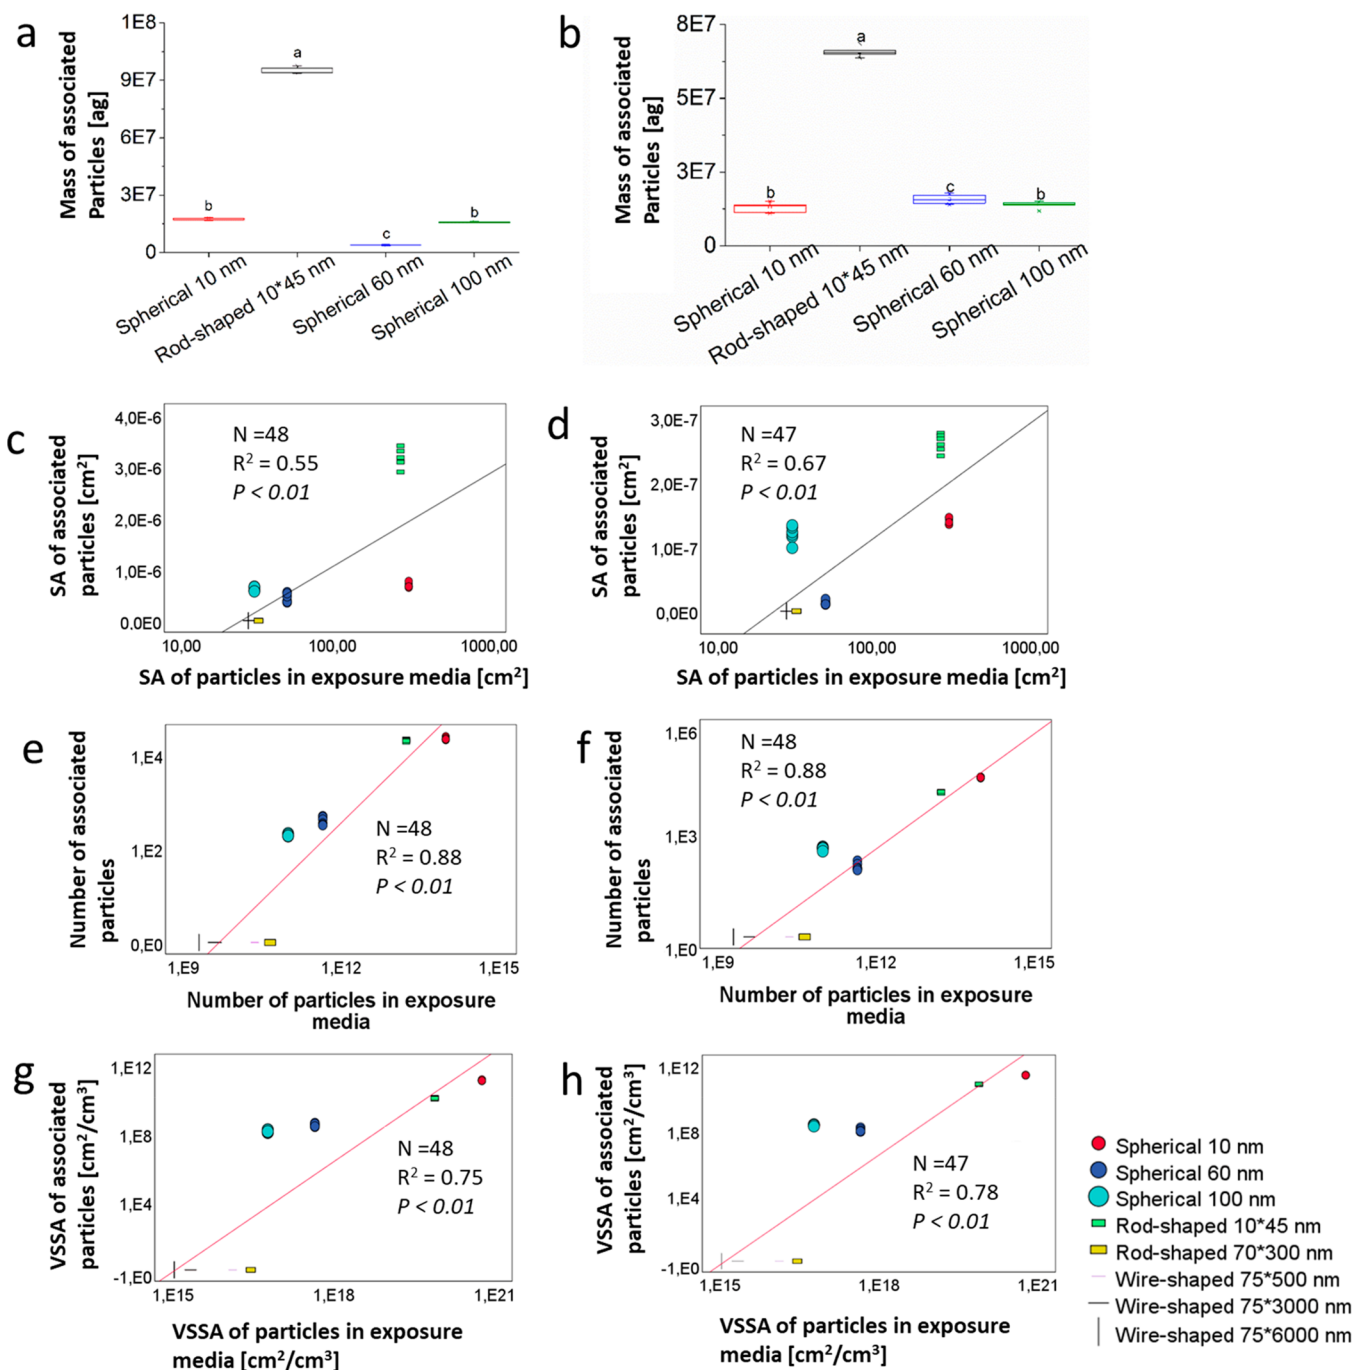 a
Mass of associated
Particles [ag]
1E8
9E7
6E7
3E7
0
a
b
b
c
Spherical 10 nm
Rod-shaped 10*45 nm
Spherical 60 nm
Spherical 100 nm
b
Mass of associated
Particles [ag]
8E7
5E7
3E7
0
a
b
c
b
Spherical 10 nm
Rod-shaped 10*45 nm
Spherical 60 nm
Spherical 100 nm
c
SA of associated
particles [cm²]
4,0E-6
3,0E-6
2,0E-6
1,0E-6
0.0E0
N =48
R² = 0.55
P < 0.01
10,00
100,00
1000,00
SA of particles in exposure media [cm²]
d
SA of associated
particles [cm²]
3,0E-7
2,0E-7
1,0E-7
0,0E0
N =47
R² = 0.67
P < 0.01
10,00
100,00
1000,00
SA of particles in exposure media [cm²]
e
Number of associated
particles
1,E4
1,E2
0,E0
N =48
R² = 0.88
P < 0.01
1,E9
1,E12
1,E15
Number of particles in exposure
media
f
Number of associated
particles
1,E6
1,E3
1,E0
N =48
R² = 0.88
P < 0.01
1,E9
1,E12
1,E15
Number of particles in exposure
media
g
VSSA of associated
particles [cm²/cm³]
1,E12
1,E8
1,E4
-1,E0
N =48
R² = 0.75
P < 0.01
1,E15
1,E18
1,E21
VSSA of particles in exposure
media [cm²/cm³]
h
VSSA of associated
particles [cm²/cm³]
1,E12
1,E8
1,E4
-1,E0
N =47
R² = 0.78
P < 0.01
1,E15
1,E18
1,E21
VSSA of particles in exposure
media [cm²/cm³]
Spherical 10 nm
Spherical 60 nm
Spherical 100 nm
Rod-shaped 10*45 nm
Rod-shaped 70*300 nm
Wire-shaped 75*500 nm
Wire-shaped 75*3000 nm
Wire-shaped 75*6000 nm